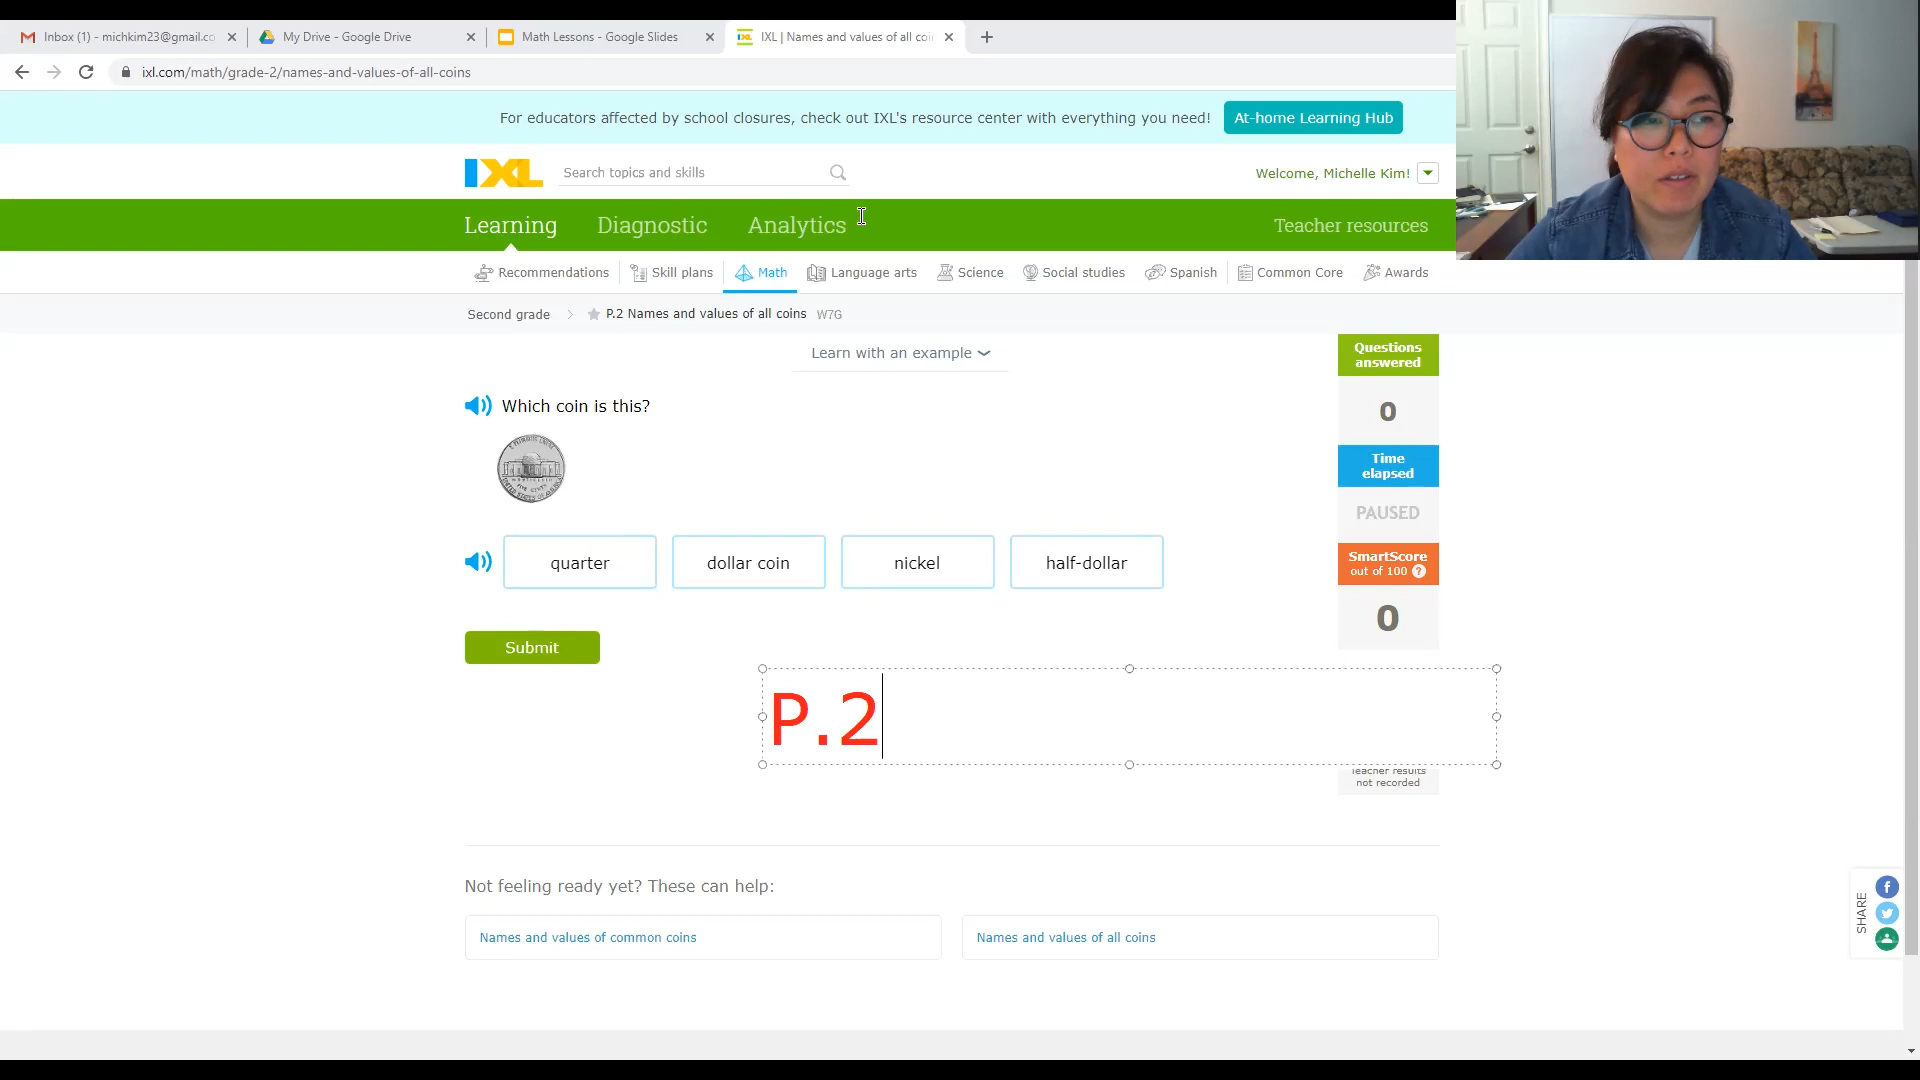 Inbox (1) - michkim23@gmail.co
My Drive - Google Drive
Math Lessons - Google Slides
IXL | Names and values of all coi
ixl.com/math/grade-2/names-and-values-of-all-coins
For educators affected by school closures, check out IXL's resource center with everything you need!
At-home Learning Hub
IXL
Search topics and skills
Welcome, Michelle Kim!
Learning
Diagnostic
Analytics
Teacher resources
Recommendations
Skill plans
Math
Language arts
Science
Social studies
Spanish
Common Core
Awards
Second grade
P.2 Names and values of all coins W7G
Learn with an example
Questions
answered
0
Which coin is this?
Time
elapsed
PAUSED
quarter
dollar coin
nickel
half-dollar
SmartScore
out of 100 ?
0
Submit
P.2
Teacher results
not recorded
Not feeling ready yet? These can help:
Names and values of common coins
Names and values of all coins
SHARE